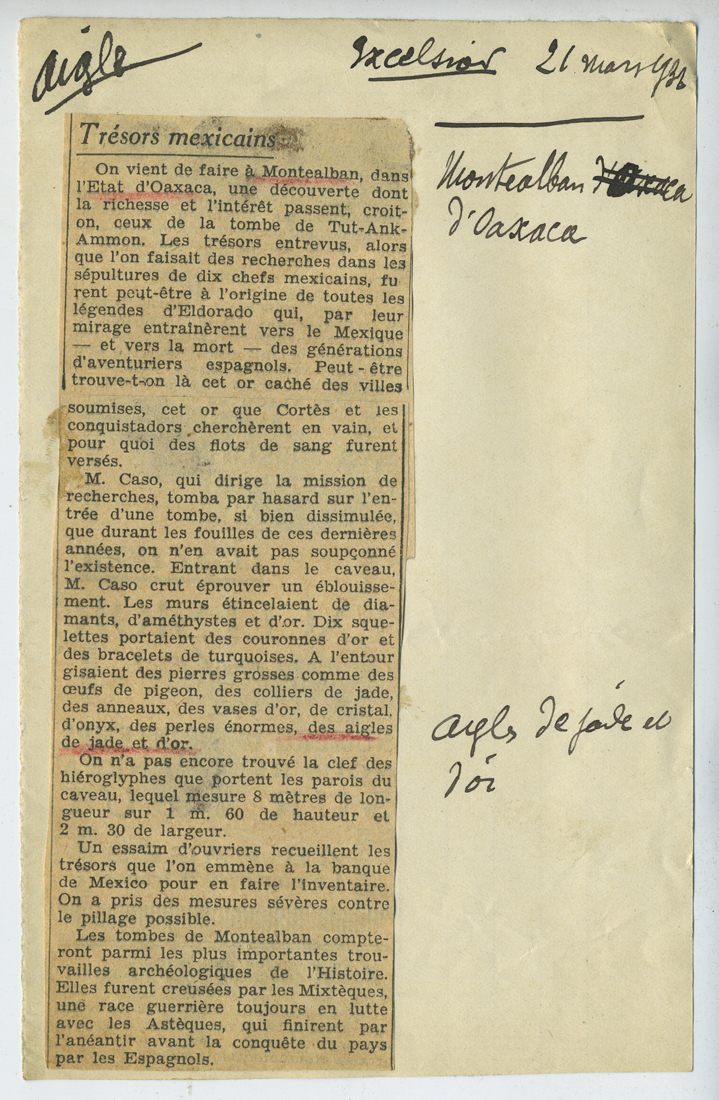 Aigle
Excelsior 21 mars 1932
Trésors mexicains
On vient de faire à Montealban, dans
l'Etat d'Oaxaca, une découverte dont
la richesse et l'intérêt passent, croit-
on, ceux de la tombe de Tut-Ank-
Ammon. Les trésors entrevus, alors
que l'on faisait des recherches dans les
sépultures de dix chefs mexicains, fu
rent peut-être à l'origine de toutes les
légendes d'Eldorado qui, par leur
mirage entraînèrent vers le Mexique
— et vers la mort — des générations
d'aventuriers espagnols. Peut-être
trouve-t-on là cet or caché des villes
soumises, cet or que Cortès et les
conquistadors cherchèrent en vain, et
pour quoi des flots de sang furent
versés.
M. Caso, qui dirige la mission de
recherches, tomba par hasard sur l'en-
trée d'une tombe, si bien dissimulée,
que durant les fouilles de ces dernières
années, on n'en avait pas soupçonné
l'existence. Entrant dans le caveau,
M. Caso crut éprouver un éblouisse-
ment. Les murs étincelaient de dia-
mants, d'améthystes et d'or. Dix sque-
lettes portaient des couronnes d'or et
des bracelets de turquoises. A l'entour
gisaient des pierres grosses comme des
œufs de pigeon, des colliers de jade,
des anneaux, des vases d'or, de cristal,
d'onyx, des perles énormes, des aigles
de jade et d'or.
On n'a pas encore trouvé la clef des
hiéroglyphes que portent les parois du
caveau, lequel mesure 8 mètres de lon-
gueur sur 1 m. 60 de hauteur et
2 m. 30 de largeur.
Un essaim d'ouvriers recueillent les
trésors que l'on emmène à la banque
de Mexico pour en faire l'inventaire.
On a pris des mesures sévères contre
le pillage possible.
Les tombes de Montealban compte-
ront parmi les plus importantes trou-
vailles archéologiques de l'Histoire.
Elles furent creusées par les Mixtèques,
une race guerrière toujours en lutte
avec les Astèques, qui finirent par
l'anéantir avant la conquête du pays
par les Espagnols.
Montealban
d'Oaxaca
Aigles de jade et
d'or